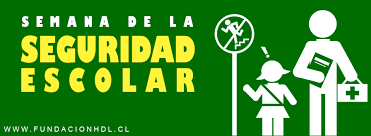 SEMANA DE LA
SEGURIDAD
ESCOLAR
WWW.FUNDACIONHDL.CL